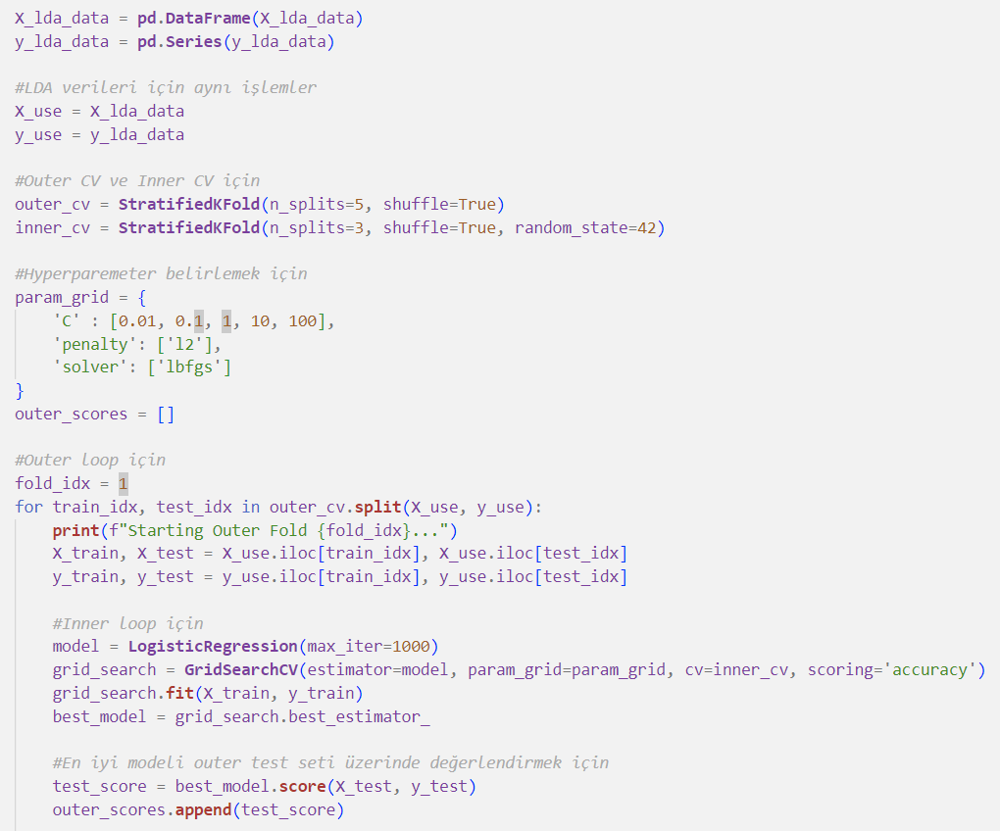 X_lda_data = pd.DataFrame(X_lda_data)
y_lda_data = pd.Series(y_lda_data)
#LDA verileri için aynı işlemler
X_use = X_lda_data
y_use = y_lda_data
#Outer CV ve Inner CV için
outer_cv = StratifiedKFold(n_splits=5, shuffle=True)
inner_cv = StratifiedKFold(n_splits=3, shuffle=True, random_state=42)
#Hyperparemeter belirlemek için
param_grid = {
    'C' : [0.01, 0.1, 1, 10, 100],
    'penalty': ['l2'],
    'solver': ['lbfgs']
}
outer_scores = []
#Outer loop için
fold_idx = 1
for train_idx, test_idx in outer_cv.split(X_use, y_use):
    print(f"Starting Outer Fold {fold_idx}...")
    X_train, X_test = X_use.iloc[train_idx], X_use.iloc[test_idx]
    y_train, y_test = y_use.iloc[train_idx], y_use.iloc[test_idx]
    #Inner loop için
    model = LogisticRegression(max_iter=1000)
    grid_search = GridSearchCV(estimator=model, param_grid=param_grid, cv=inner_cv, scoring='accuracy')
    grid_search.fit(X_train, y_train)
    best_model = grid_search.best_estimator_
    #En iyi modeli outer test seti üzerinde değerlendirmek için
    test_score = best_model.score(X_test, y_test)
    outer_scores.append(test_score)